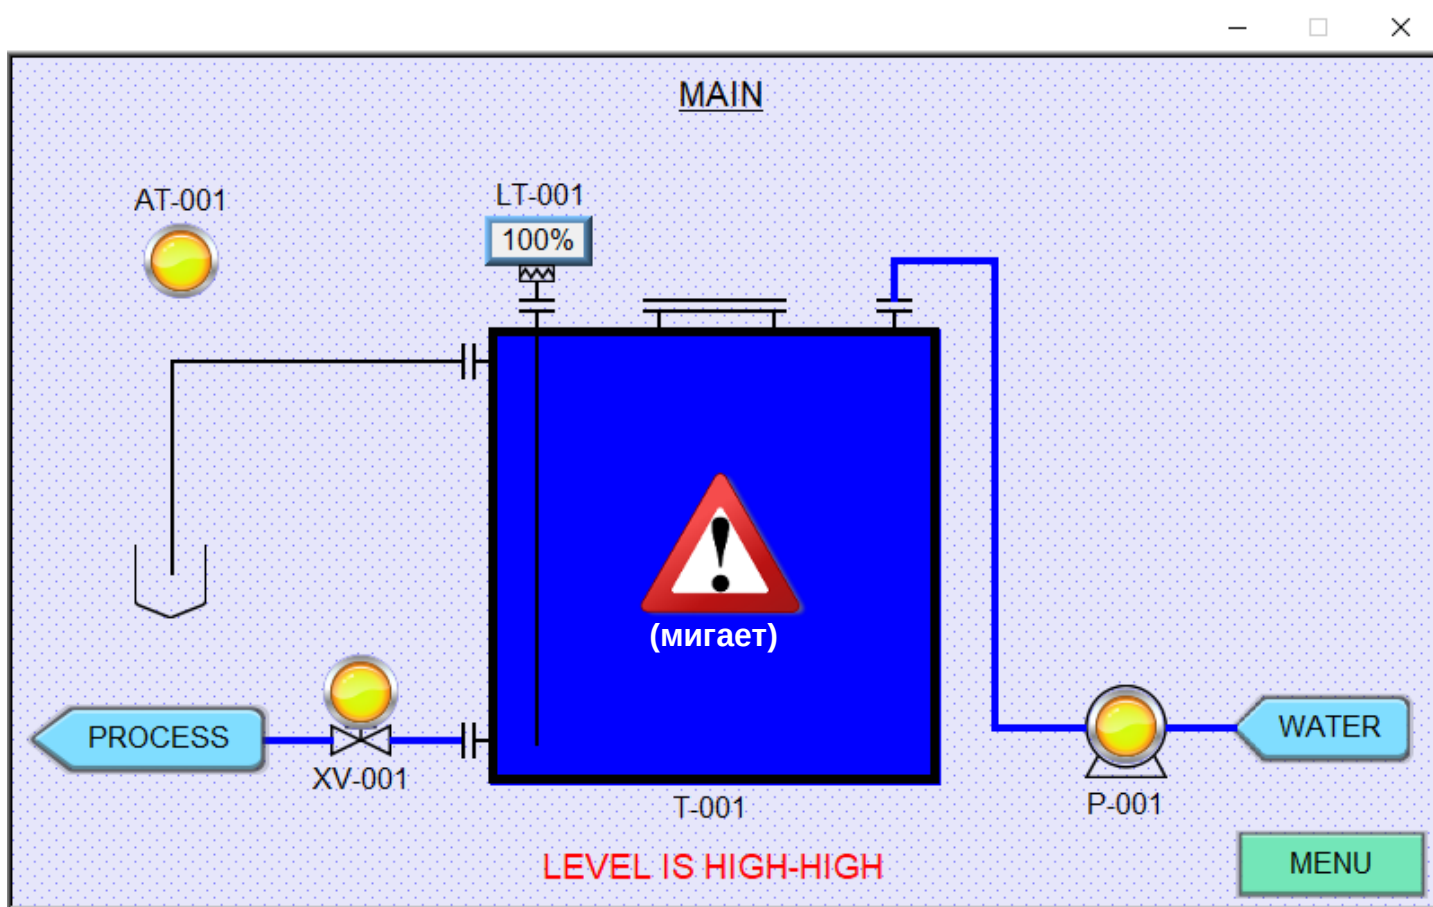 MAIN
AT-001
LT-001
100%
(мигает)
PROCESS
WATER
XV-001
T-001
P-001
LEVEL IS HIGH-HIGH
MENU